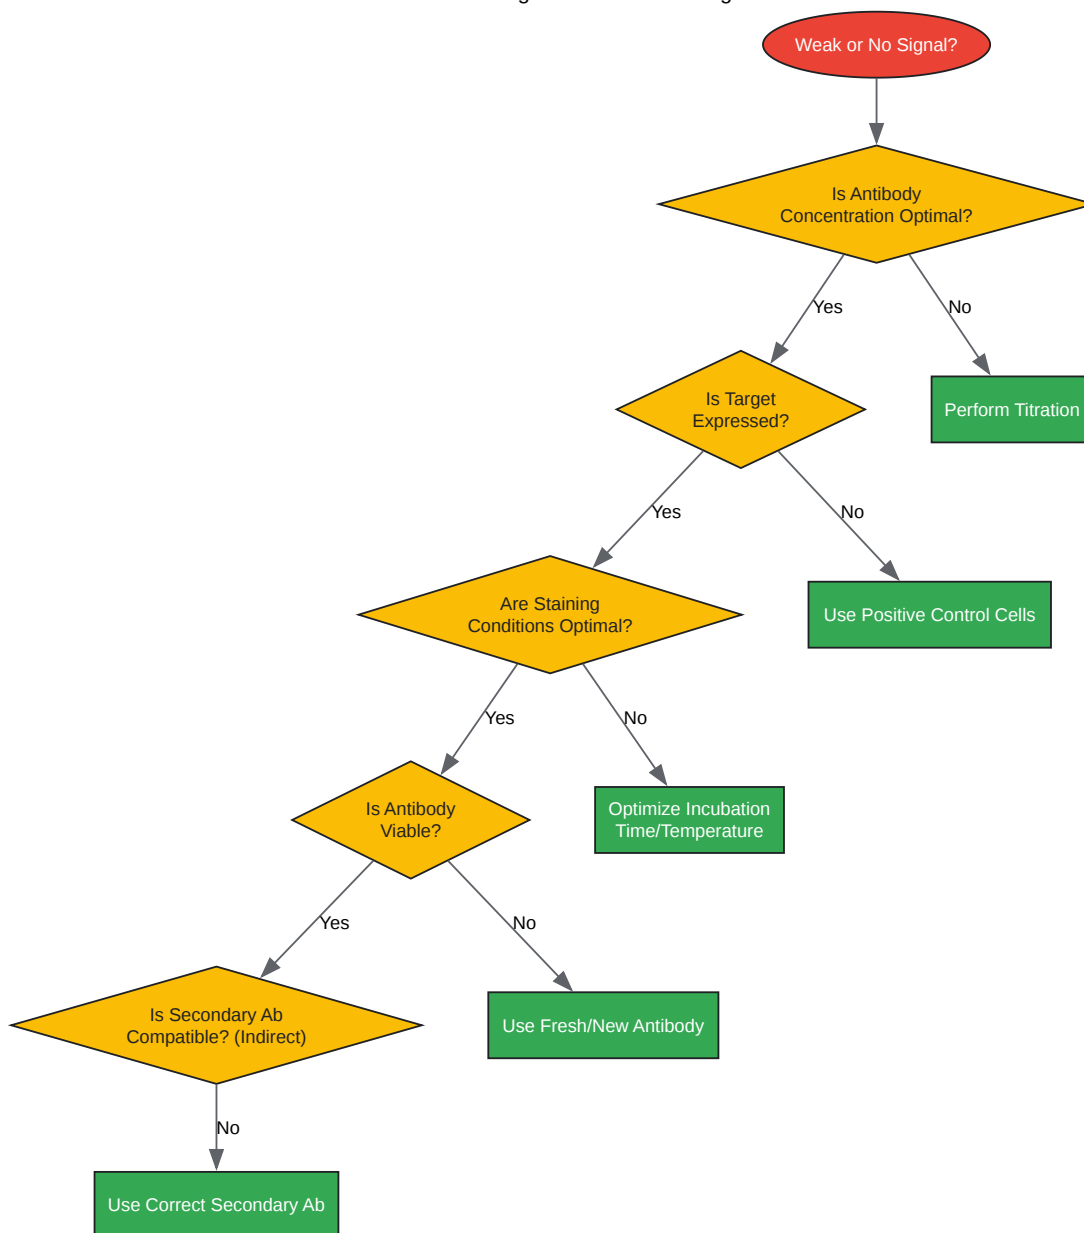 Weak or No Signal?
Is Antibody
Concentration Optimal?
Yes
No
Is Target
Expressed?
Perform Titration
Yes
No
Are Staining
Conditions Optimal?
Use Positive Control Cells
Yes
No
Is Antibody
Viable?
Optimize Incubation
Time/Temperature
Yes
No
Is Secondary Ab
Compatible? (Indirect)
Use Fresh/New Antibody
No
Use Correct Secondary Ab